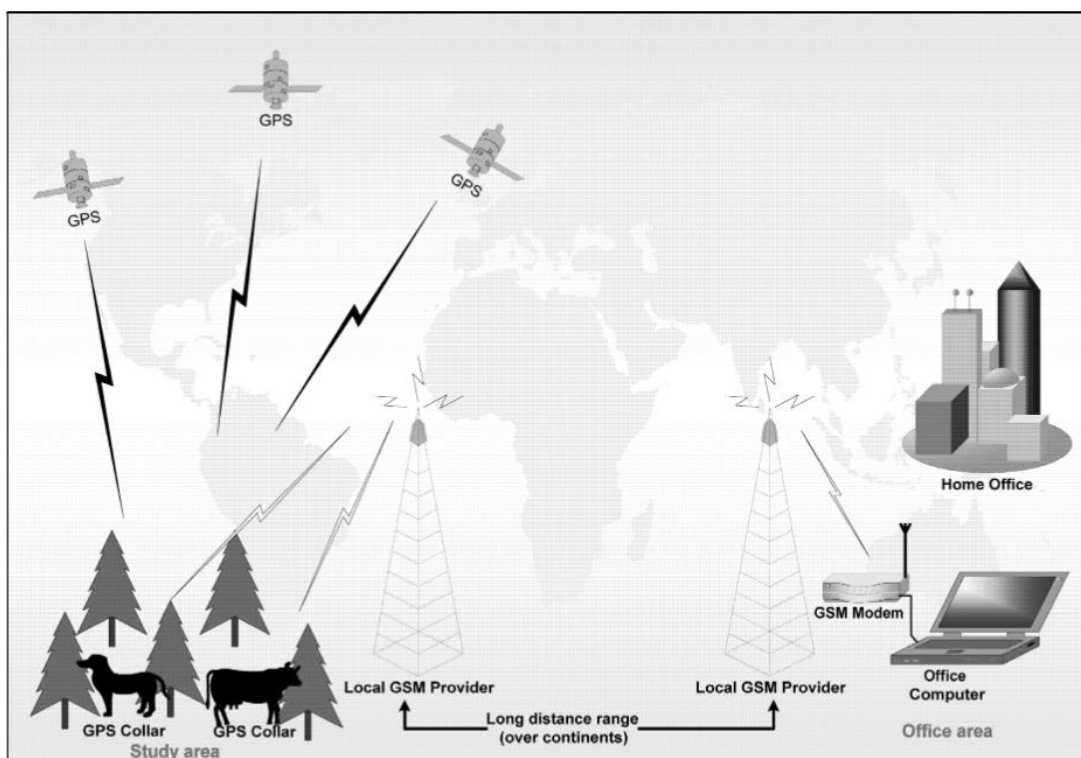 GPS
GPS
GPS
Home Office
GSM Modem
Local GSM Provider
Local GSM Provider
Office
Computer
Long distance range
(over continents)
GPS Collar
GPS Collar
Study area
Office area